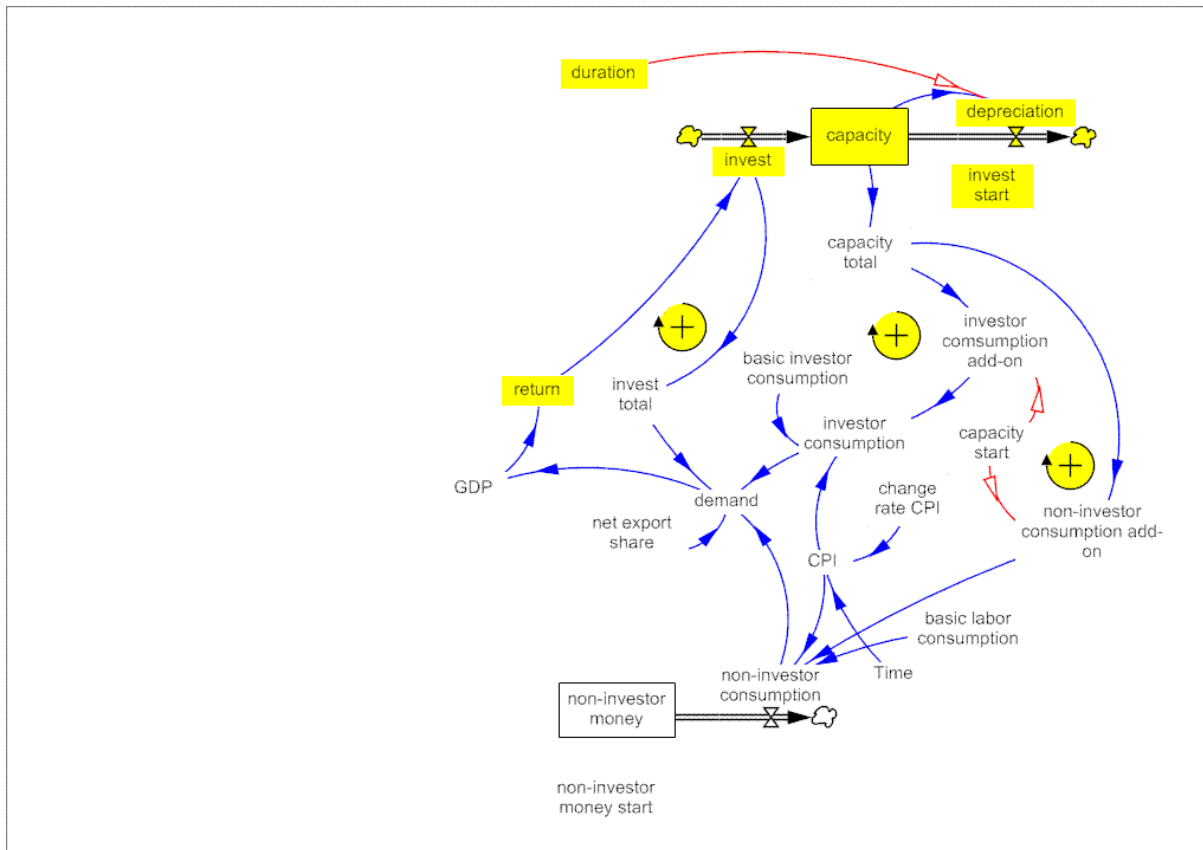 duration
depreciation
capacity
invest
invest
start
capacity
total
investor
comsumption
add-on
basic investor
consumption
return
invest
total
investor
consumption
capacity
start
GDP
demand
change
rate CPI
non-investor
consumption add-
on
net export
share
CPI
basic labor
consumption
Time
non-investor
consumption
non-investor
money
non-investor
money start